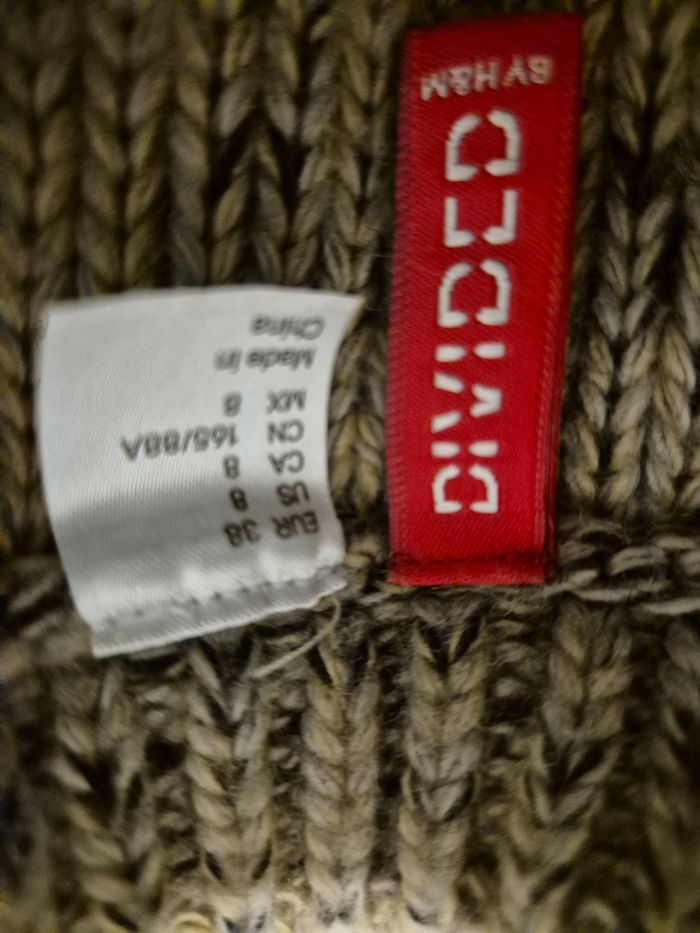 EUR 38
US 8
CA 8
CN 165/88A
MX 8
Made in
China
DIVIDED
BY H&M